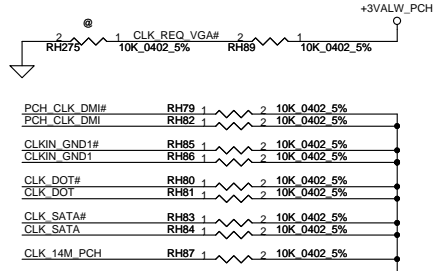 +3VALW_PCH
@
2 1 CLK_REQ_VGA# 2 1
RH275 10K_0402_5% RH89 10K_0402_5%
PCH_CLK_DMI# RH79 1 2 10K_0402_5%
PCH_CLK_DMI RH82 1 2 10K_0402_5%
CLKIN_GND1# RH85 1 2 10K_0402_5%
CLKIN_GND1 RH86 1 2 10K_0402_5%
CLK_DOT# RH80 1 2 10K_0402_5%
CLK_DOT RH81 1 2 10K_0402_5%
CLK_SATA# RH83 1 2 10K_0402_5%
CLK_SATA RH84 1 2 10K_0402_5%
CLK_14M_PCH RH87 1 2 10K_0402_5%